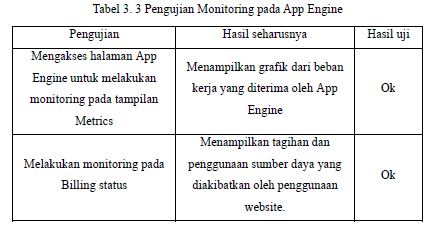 Tabel 3. 3 Pengujian Monitoring pada App Engine
Pengujian
Hasil seharusnya
Hasil uji
Mengakses halaman App
Engine untuk melakukan
monitoring pada tampilan
Metrics
Menampilkan grafik dari beban
kerja yang diterima oleh App
Engine
Ok
Melakukan monitoring pada
Billing status
Menampilkan tagihan dan
penggunaan sumber daya yang
diakibatkan oleh penggunaan
website.
Ok